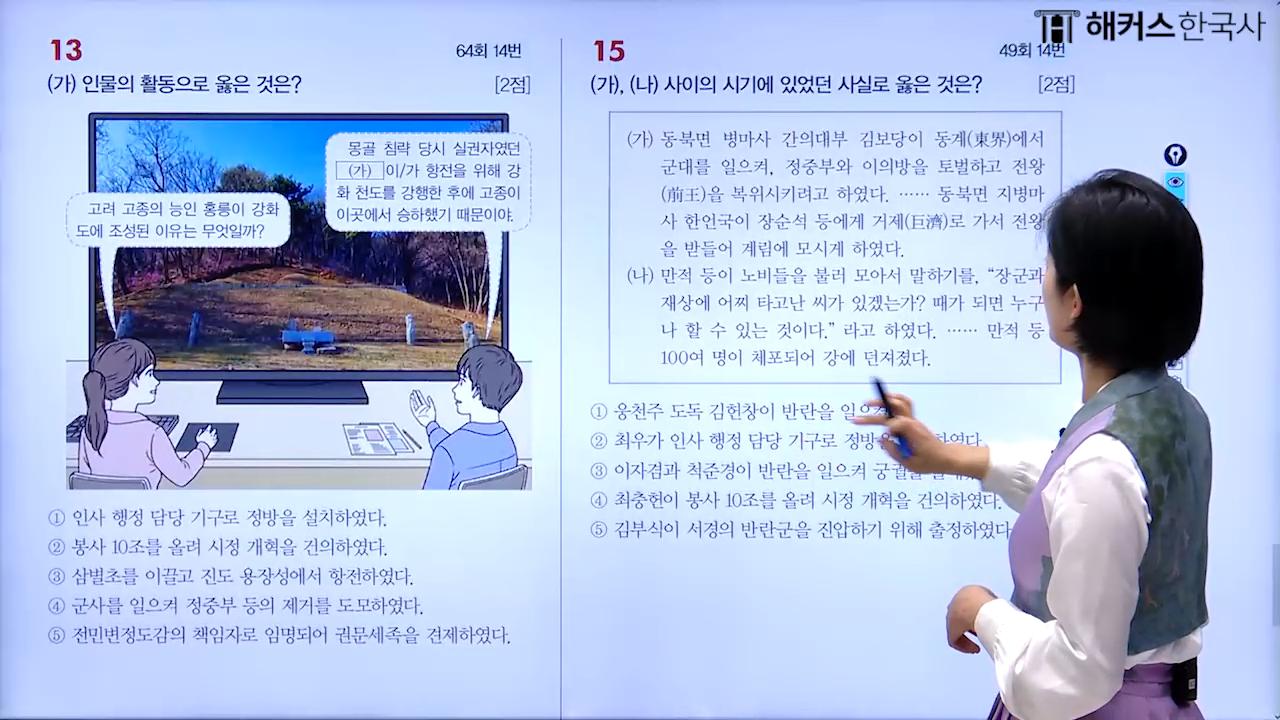 해커스한국사
13
64회 14번
(가) 인물의 활동으로 옳은 것은?
[2점]
몽골 침략 당시 실권자였던
(가) 이/가 항전을 위해 강
화 천도를 강행한 후에 고종이
이곳에서 승하했기 때문이야.
고려 고종의 능인 홍릉이 강화
도에 조성된 이유는 무엇일까?
① 인사 행정 담당 기구로 정방을 설치하였다.
② 봉사 10조를 올려 시정 개혁을 건의하였다.
③ 삼별초를 이끌고 진도 용장성에서 항전하였다.
④ 군사를 일으켜 정중부 등의 제거를 도모하였다.
⑤ 전민변정도감의 책임자로 임명되어 권문세족을 견제하였다.
15
49회 14번
(가), (나) 사이의 시기에 있었던 사실로 옳은 것은?
[2점]
(가) 동북면 병마사 간의대부 김보당이 동계(東界)에서
군대를 일으켜, 정중부와 이의방을 토벌하고 전왕
(前王)을 복위시키려고 하였다. …… 동북면 지병마
사 한언국이 장순석 등에게 거제(巨濟)로 가서 전왕
을 받들어 계림에 모시게 하였다.
(나) 만적 등이 노비들을 불러 모아서 말하기를, “장군과
재상에 어찌 타고난 씨가 있겠는가? 때가 되면 누구
나 할 수 있는 것이다.” 라고 하였다. …… 만적 등
100여 명이 체포되어 강에 던져졌다.
① 웅천주 도독 김헌창이 반란을
② 최우가 인사 행정 담당 기구로 하였다.
③ 이자겸과 척준경이 반란을 일으켜
④ 최충헌이 봉사 10조를 올려 시정 개혁을 건의하였다.
⑤ 김부식이 서경의 반란군을 진압하기 위해 출정하였다